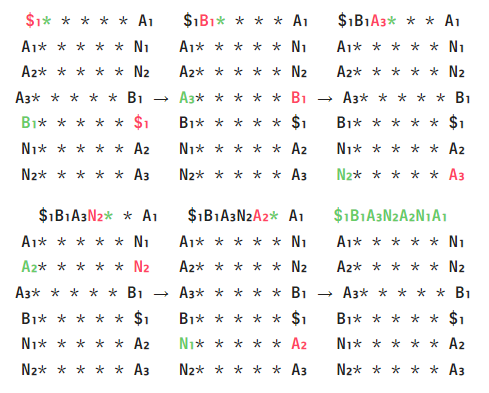 $1* * * * * A1 $1B1* * * * A1 $1B1A3* * * A1
A1* * * * * N1 A1* * * * * N1 A1* * * * * N1
A2* * * * * N2 A2* * * * * N2 A2* * * * * N2
A3* * * * * B1 → A3* * * * * B1 → A3* * * * * B1
B1* * * * * $1 B1* * * * * $1 B1* * * * * $1
N1* * * * * A2 N1* * * * * A2 N1* * * * * A2
N2* * * * * A3 N2* * * * * A3 N2* * * * * A3
$1B1A3N2* * A1 $1B1A3N2A2* A1 $1B1A3N2A2N1A1
A1* * * * * N1 A1* * * * * N1 A1* * * * * N1
A2* * * * * N2 A2* * * * * N2 A2* * * * * N2
A3* * * * * B1 → A3* * * * * B1 → A3* * * * * B1
B1* * * * * $1 B1* * * * * $1 B1* * * * * $1
N1* * * * * A2 N1* * * * * A2 N1* * * * * A2
N2* * * * * A3 N2* * * * * A3 N2* * * * * A3